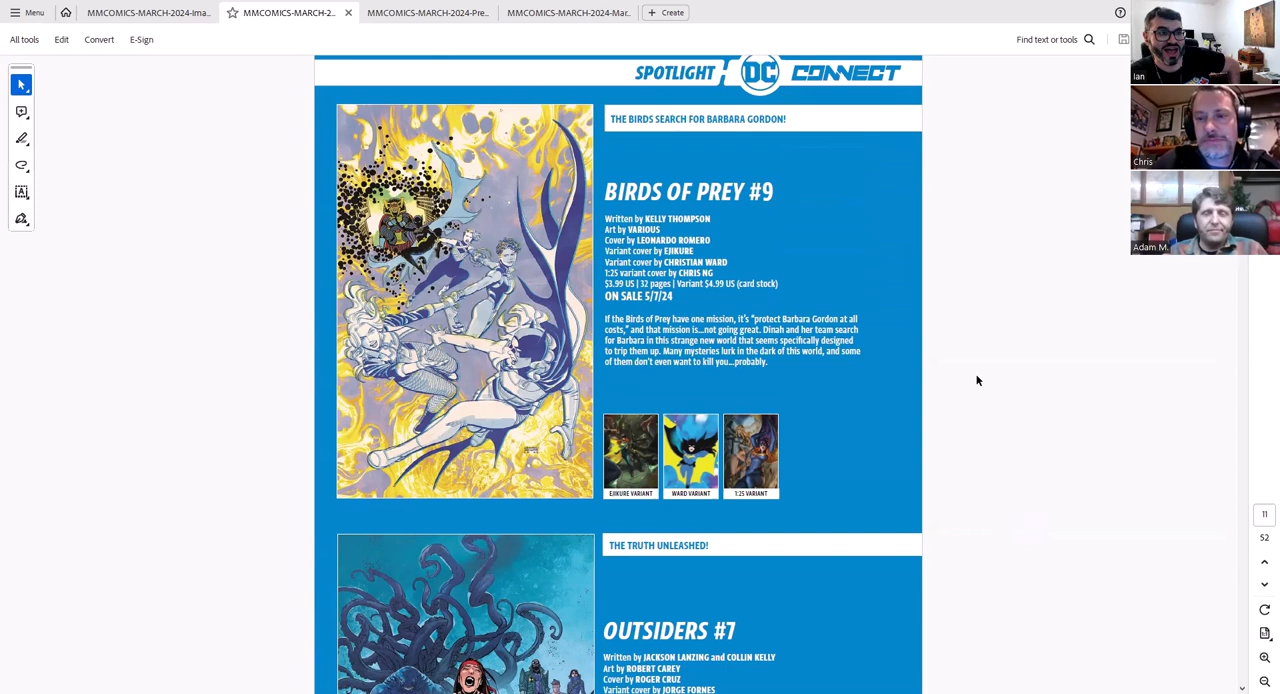 Menu
MMCOMICS-MARCH-2024-Ima...
MMCOMICS-MARCH-2...
MMCOMICS-MARCH-2024-Pre...
MMCOMICS-MARCH-2024-Mar...
Create
All tools
Edit
Convert
E-Sign
Find text or tools
Ian
Chris
Adam M.
SPOTLIGHT DC CONNECT
THE BIRDS SEARCH FOR BARBARA GORDON!
BIRDS OF PREY #9
Written by KELLY THOMPSON
Art by VARIOUS
Cover by LEONARDO ROMERO
Variant cover by EJIKURE
Variant cover by CHRISTIAN WARD
1:25 variant cover by CHRIS NG
$3.99 US | 32 pages | Variant $4.99 US (card stock)
ON SALE 5/7/24
If the Birds of Prey have one mission, it's “protect Barbara Gordon at all
costs,” and that mission is...not going great. Dinah and her team search
for Barbara in this strange new world that seems specifically designed
to trip them up. Many mysteries lurk in the dark of this world, and some
of them don't even want to kill you...probably.
EJIKURE VARIANT
WARD VARIANT
1:25 VARIANT
THE TRUTH UNLEASHED!
OUTSIDERS #7
Written by JACKSON LANZING and COLLIN KELLY
Art by ROBERT CAREY
Cover by ROGER CRUZ
Variant cover by JORGE FORNES
11
52